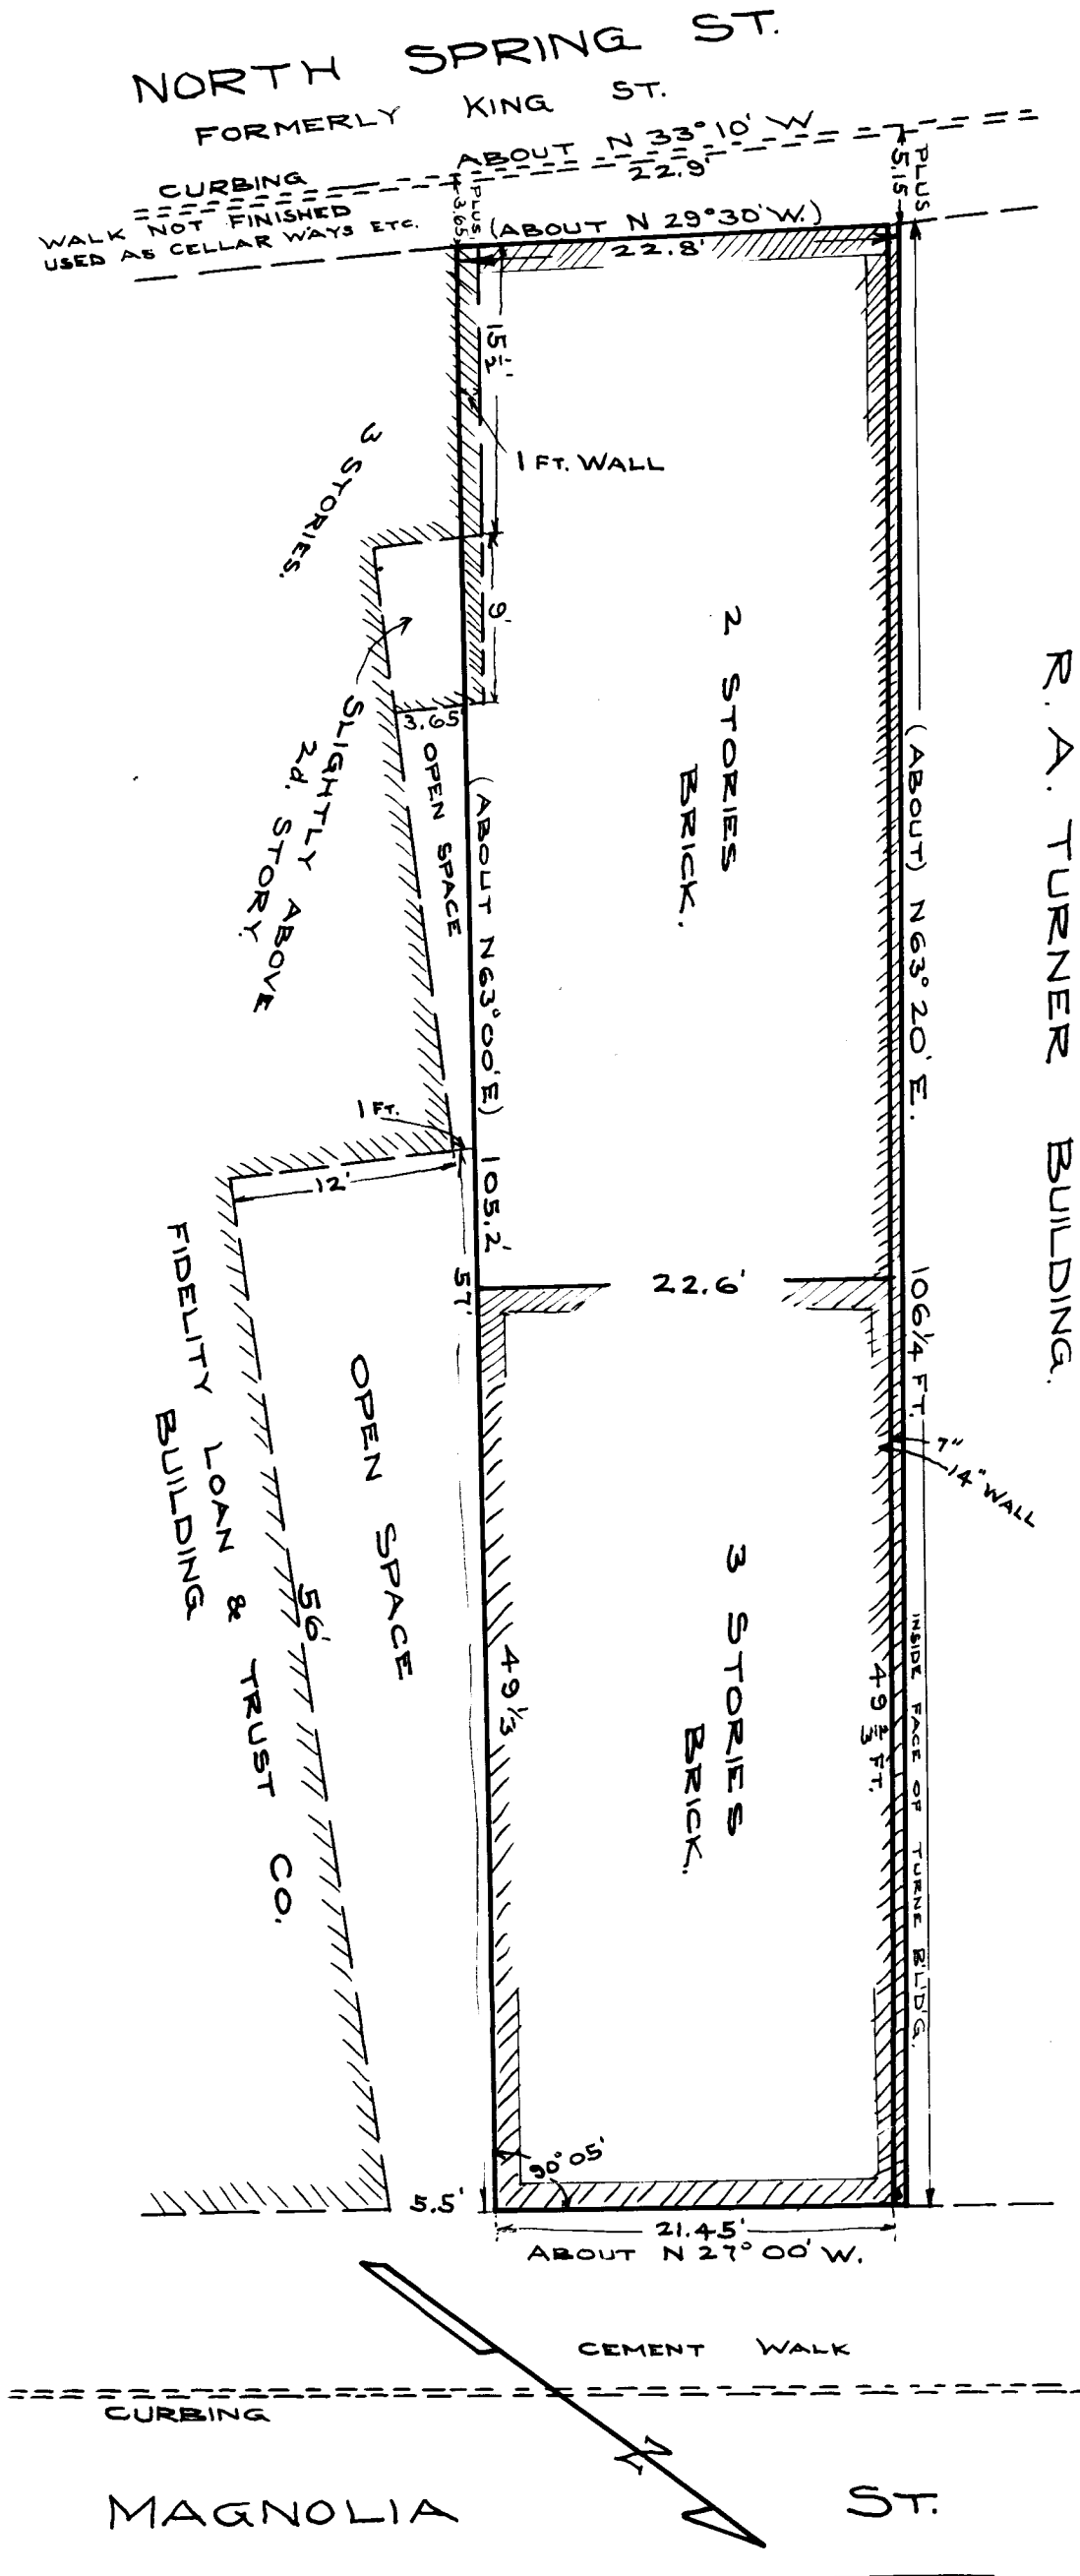 NORTH SPRING ST.
FORMERLY KING ST.
ABOUT N 33° 10' W
22.9'
CURBING
WALK NOT FINISHED
USED AS CELLAR WAYS ETC.
PLUS
3.65'
PLUS
5.15'
(ABOUT N 29° 30' W.)
22.8'
15½'
1 FT. WALL
3 STORIES.
9'
3.65'
SLIGHTLY ABOVE
2d. STORY.
OPEN SPACE
(ABOUT N 63° 00' E) 105.2'
2 STORIES
BRICK.
(ABOUT) N 63° 20' E. 106 1/4 FT.
R. A. TURNER BUILDING.
1 FT.
12'
57'
22.6'
FIDELITY LOAN & TRUST CO.
BUILDING
56'
OPEN SPACE
7"
14" WALL
49 1/3
3 STORIES
BRICK.
49 2/3 FT.
INSIDE FACE OF TURNE BL'D'G.
90° 05'
5.5'
21.45'
ABOUT N 27° 00' W.
CEMENT WALK
CURBING
N
MAGNOLIA ST.